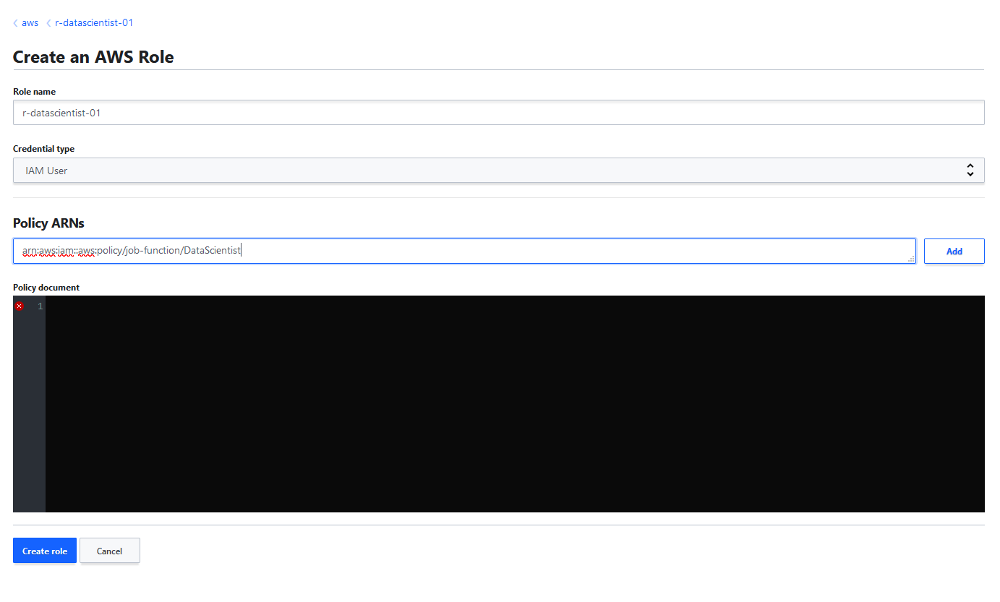 aws r-datascientist-01
Create an AWS Role
Role name
r-datascientist-01
Credential type
IAM User
Policy ARNs
arn:aws:iam::aws:policy/job-function/DataScientist
Add
Policy document
1
Create role Cancel